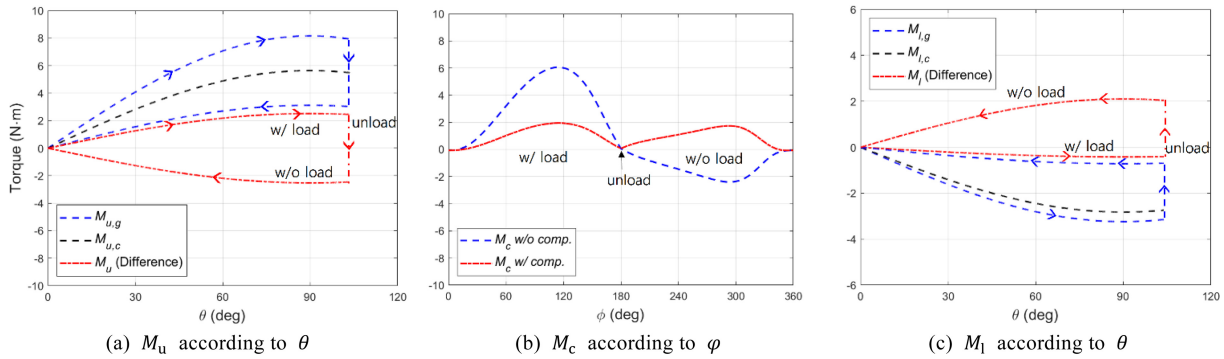 10
8
6
4
2
0
-2
-4
-6
-8
-10
Torque (N·m)
0
30
60
90
120
θ (deg)
w/ load
unload
w/o load
M_{u,g}
M_{u,c}
M_u (Difference)
(a) M_u according to θ
10
8
6
4
2
0
-2
-4
-6
-8
-10
0
60
120
180
240
300
360
ϕ (deg)
w/ load
w/o load
unload
M_c w/o comp.
M_c w/ comp.
(b) M_c according to φ
6
4
2
0
-2
-4
-6
0
30
60
90
120
θ (deg)
M_{l,g}
M_{l,c}
M_l (Difference)
w/o load
w/ load
unload
(c) M_l according to θ